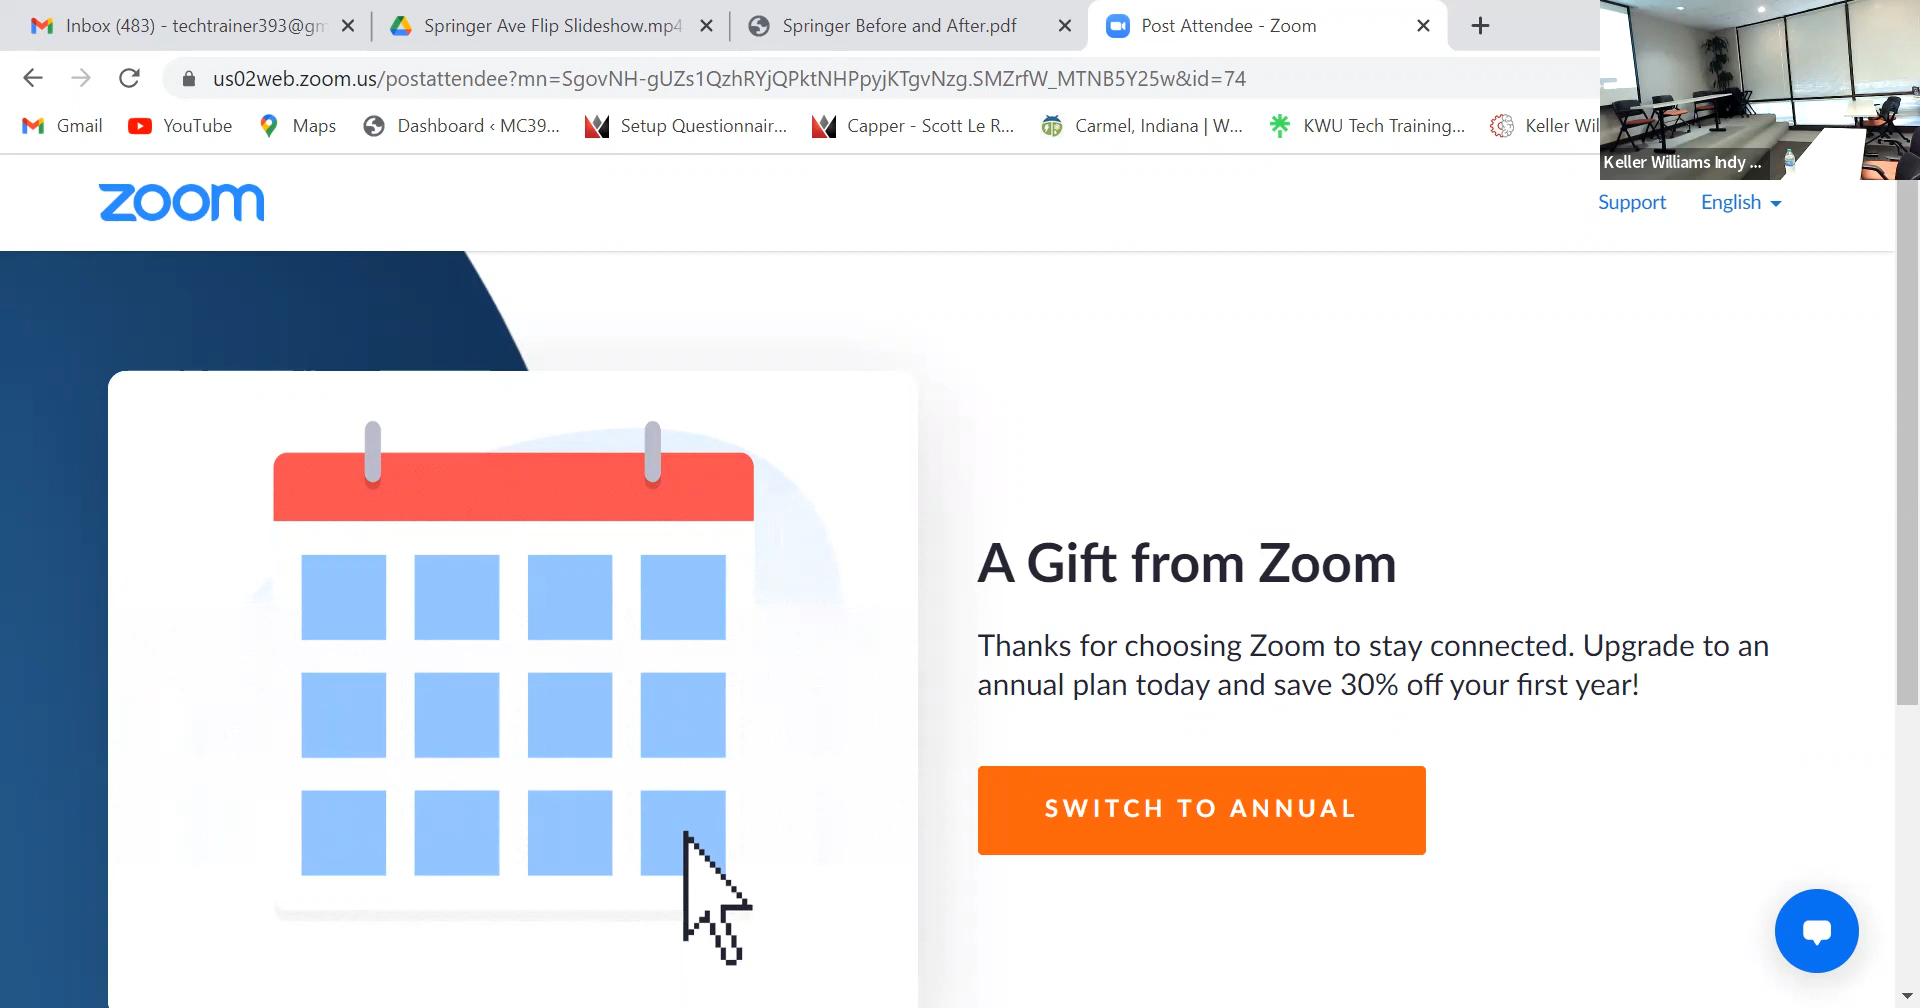 Inbox (483) - techtrainer393@gm
Springer Ave Flip Slideshow.mp4
Springer Before and After.pdf
Post Attendee - Zoom
us02web.zoom.us/postattendee?mn=SgovNH-gUZs1QzhRYjQPktNHPpyjKTgvNzg.SMZrfW_MTNB5Y25w&id=74
Gmail
YouTube
Maps
Dashboard ‹ MC39...
Setup Questionnair...
Capper - Scott Le R...
Carmel, Indiana | W...
KWU Tech Training...
Keller Wil
Keller Williams Indy ...
zoom
Support
English
A Gift from Zoom
Thanks for choosing Zoom to stay connected. Upgrade to an
annual plan today and save 30% off your first year!
SWITCH TO ANNUAL